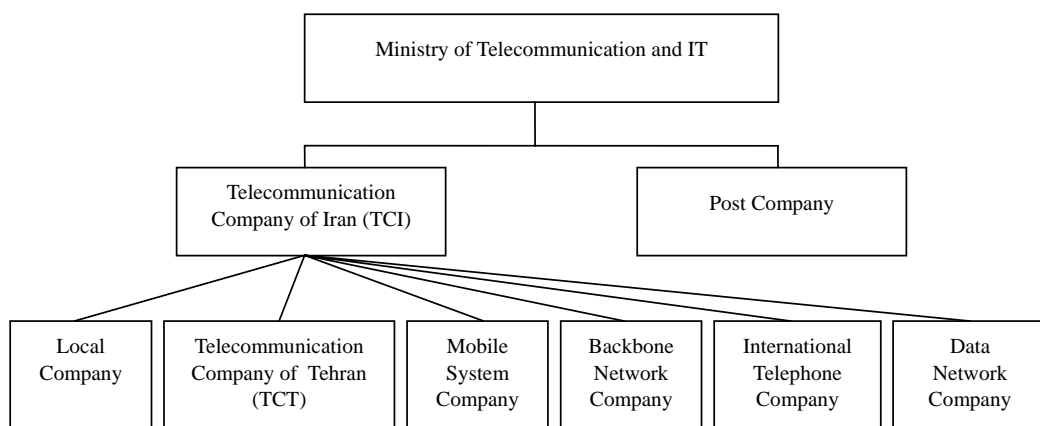 Ministry of Telecommunication and IT
Telecommunication
Company of Iran (TCI)
Post Company
Local
Company
Telecommunication
Company of Tehran
(TCT)
Mobile
System
Company
Backbone
Network
Company
International
Telephone
Company
Data
Network
Company